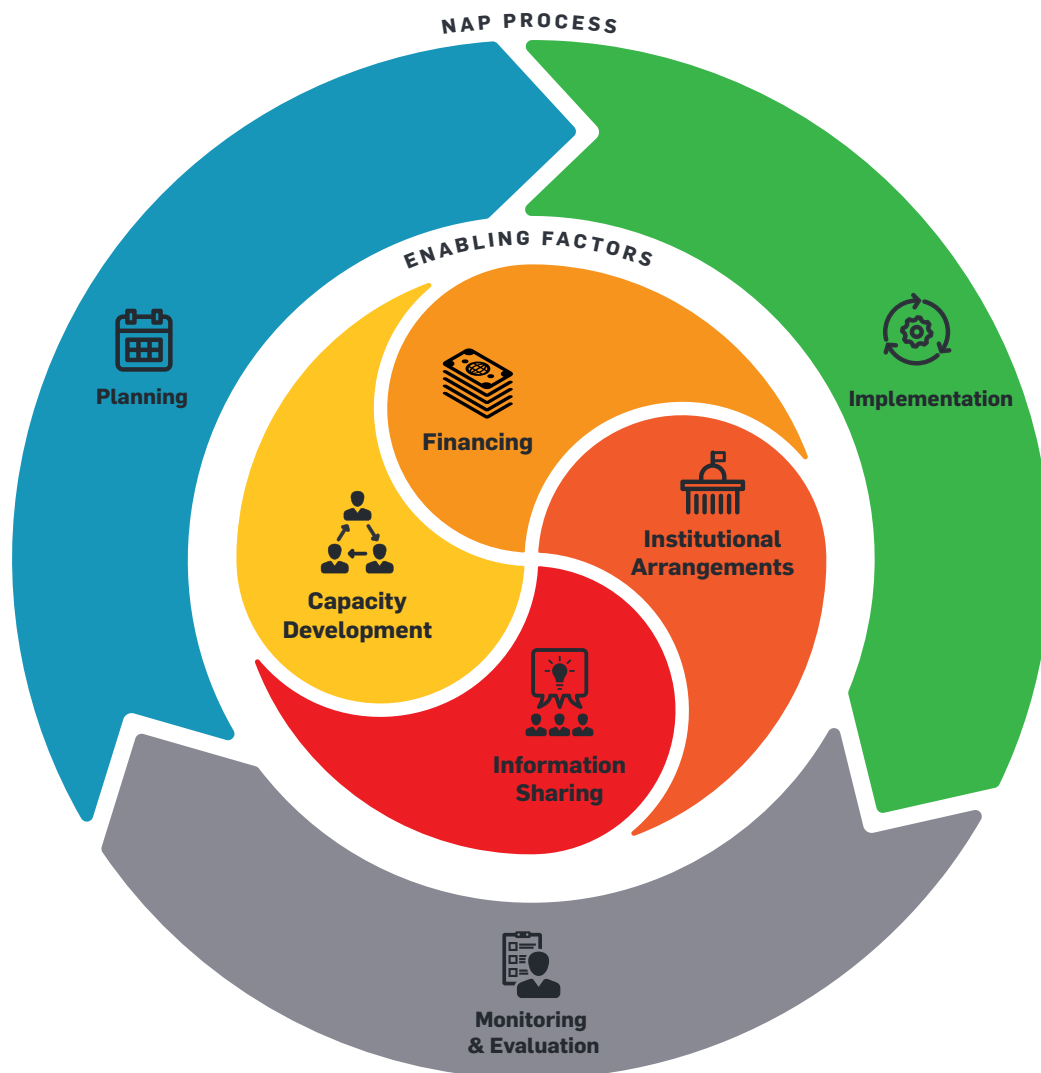 NAP PROCESS
ENABLING FACTORS
Planning
Implementation
Financing
Institutional
Arrangements
Capacity
Development
Information
Sharing
Monitoring
& Evaluation